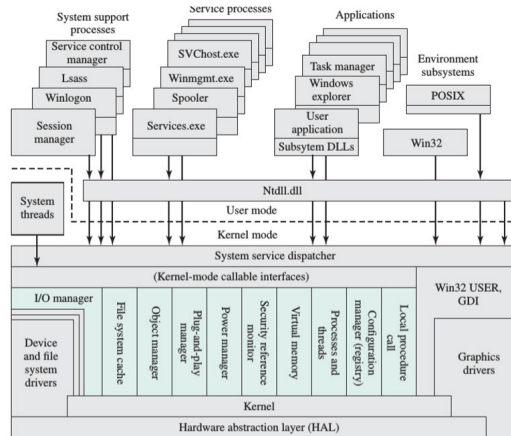 System support
processes
Service control
manager
Lsass
Winlogon
Session
manager
Service processes
SVChost.exe
Winmgmt.exe
Spooler
Services.exe
Applications
Task manager
Windows
explorer
User
application
Subsytem DLLs
Environment
subsystems
POSIX
Win32
System
threads
Ntdll.dll
User mode
Kernel mode
System service dispatcher
(Kernel-mode callable interfaces)
I/O manager
Device and
file system
drivers
File system cache
Object manager
Plug-and-play
manager
Power manager
Security reference
monitor
Virtual memory
Processes and
threads
Configuration
manager (registry)
Local procedure
call
Win32 USER,
GDI
Graphics
drivers
Kernel
Hardware abstraction layer (HAL)